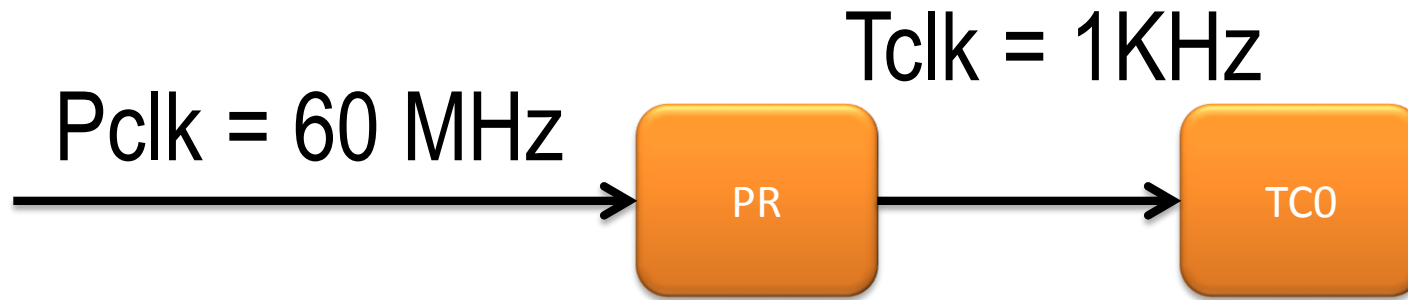 Tclk = 1KHz
Pclk = 60 MHz
PR
TC0